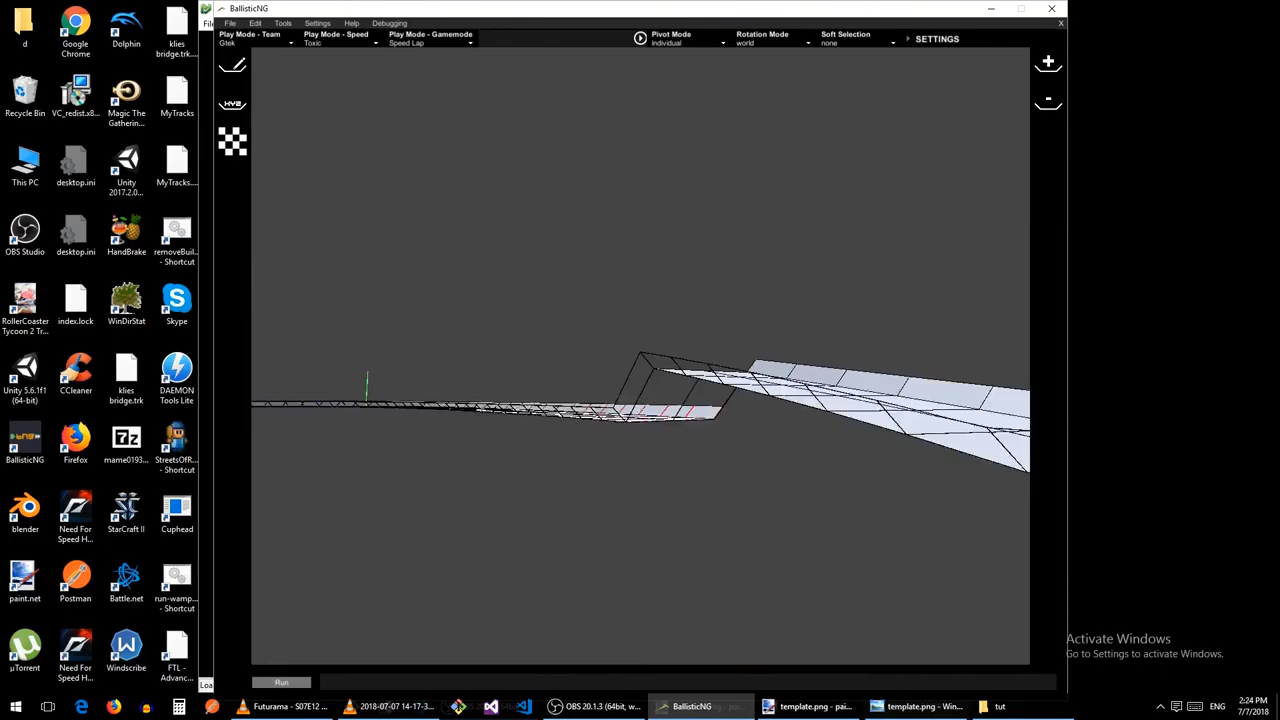 d
Google
Chrome
Dolphin
klies
bridge.trk...
Recycle Bin
VC_redist.x8...
Magic The
Gatherin...
MyTracks
This PC
desktop.ini
Unity
2017.2.0...
MyTracks....
OBS Studio
desktop.ini
HandBrake
removeBuil...
- Shortcut
RollerCoaster
Tycoon 2 Tr...
index.lock
WinDirStat
Skype
Unity 5.6.1f1
(64-bit)
CCleaner
klies
bridge.trk
DAEMON
Tools Lite
BallisticNG
Firefox
mame0193...
StreetsOfR...
- Shortcut
blender
Need For
Speed H...
StarCraft II
Cuphead
paint.net
Postman
Battle.net
run-wamp...
- Shortcut
µTorrent
Need For
Speed H...
Windscribe
FTL -
Advanc...
Fil
Loa
BallisticNG
File Edit Tools Settings Help Debugging
X
Play Mode - Team
Gtek
Play Mode - Speed
Toxic
Play Mode - Gamemode
Speed Lap
Pivot Mode
individual
Rotation Mode
world
Soft Selection
none
SETTINGS
XYZ
Run
Activate Windows
Go to Settings to activate Windows.
Futurama - S07E12 ...
2018-07-07 14-17-3...
OBS 20.1.3 (64bit, w...
BallisticNG
template.png - pai...
template.png - Win...
tut
ENG
2:24 PM
7/7/2018